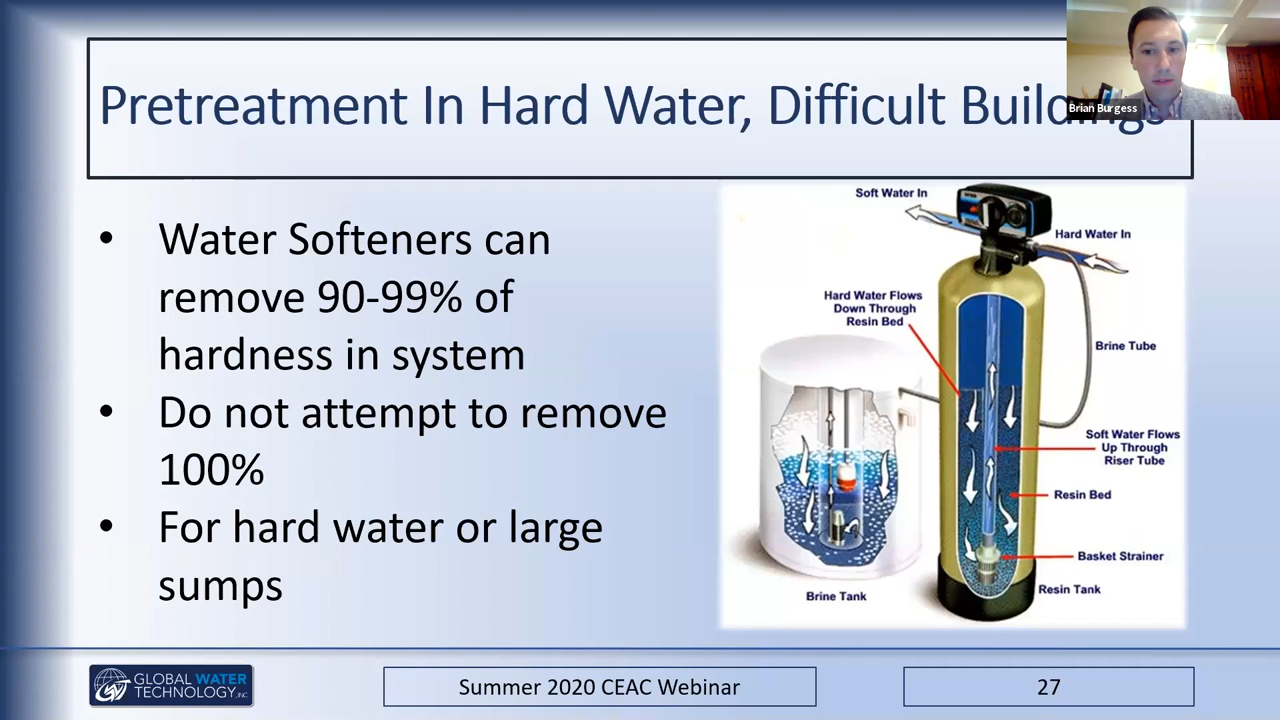 Pretreatment In Hard Water, Difficult Buildings
Brian Burgess
• Water Softeners can
remove 90-99% of
hardness in system
• Do not attempt to remove
100%
• For hard water or large
sumps
Soft Water In
Hard Water In
Hard Water Flows
Down Through
Resin Bed
Brine Tube
Soft Water Flows
Up Through
Riser Tube
Resin Bed
Basket Strainer
Resin Tank
Brine Tank
GLOBAL WATER
TECHNOLOGY, INC
Summer 2020 CEAC Webinar
27